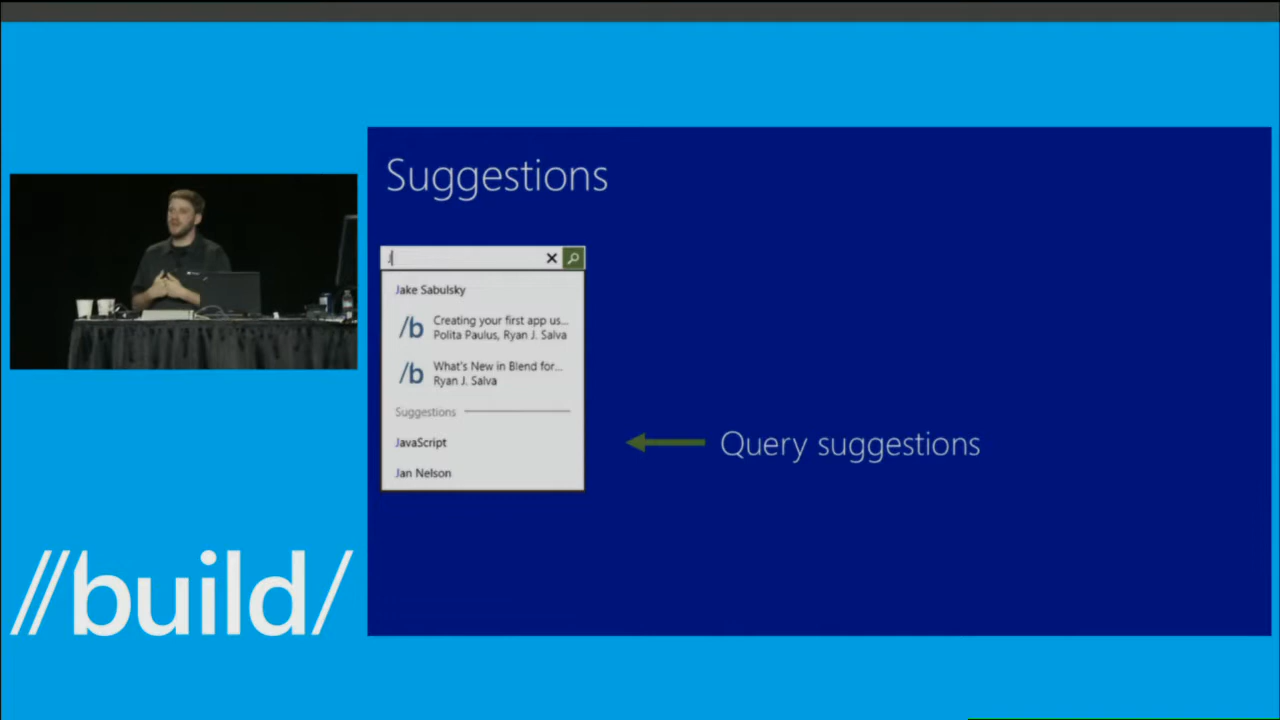 Suggestions
J
Jake Sabulsky
/b
Creating your first app us...
Polita Paulus, Ryan J. Salva
/b
What's New in Blend for...
Ryan J. Salva
Suggestions
JavaScript
Query suggestions
Jan Nelson
//build/